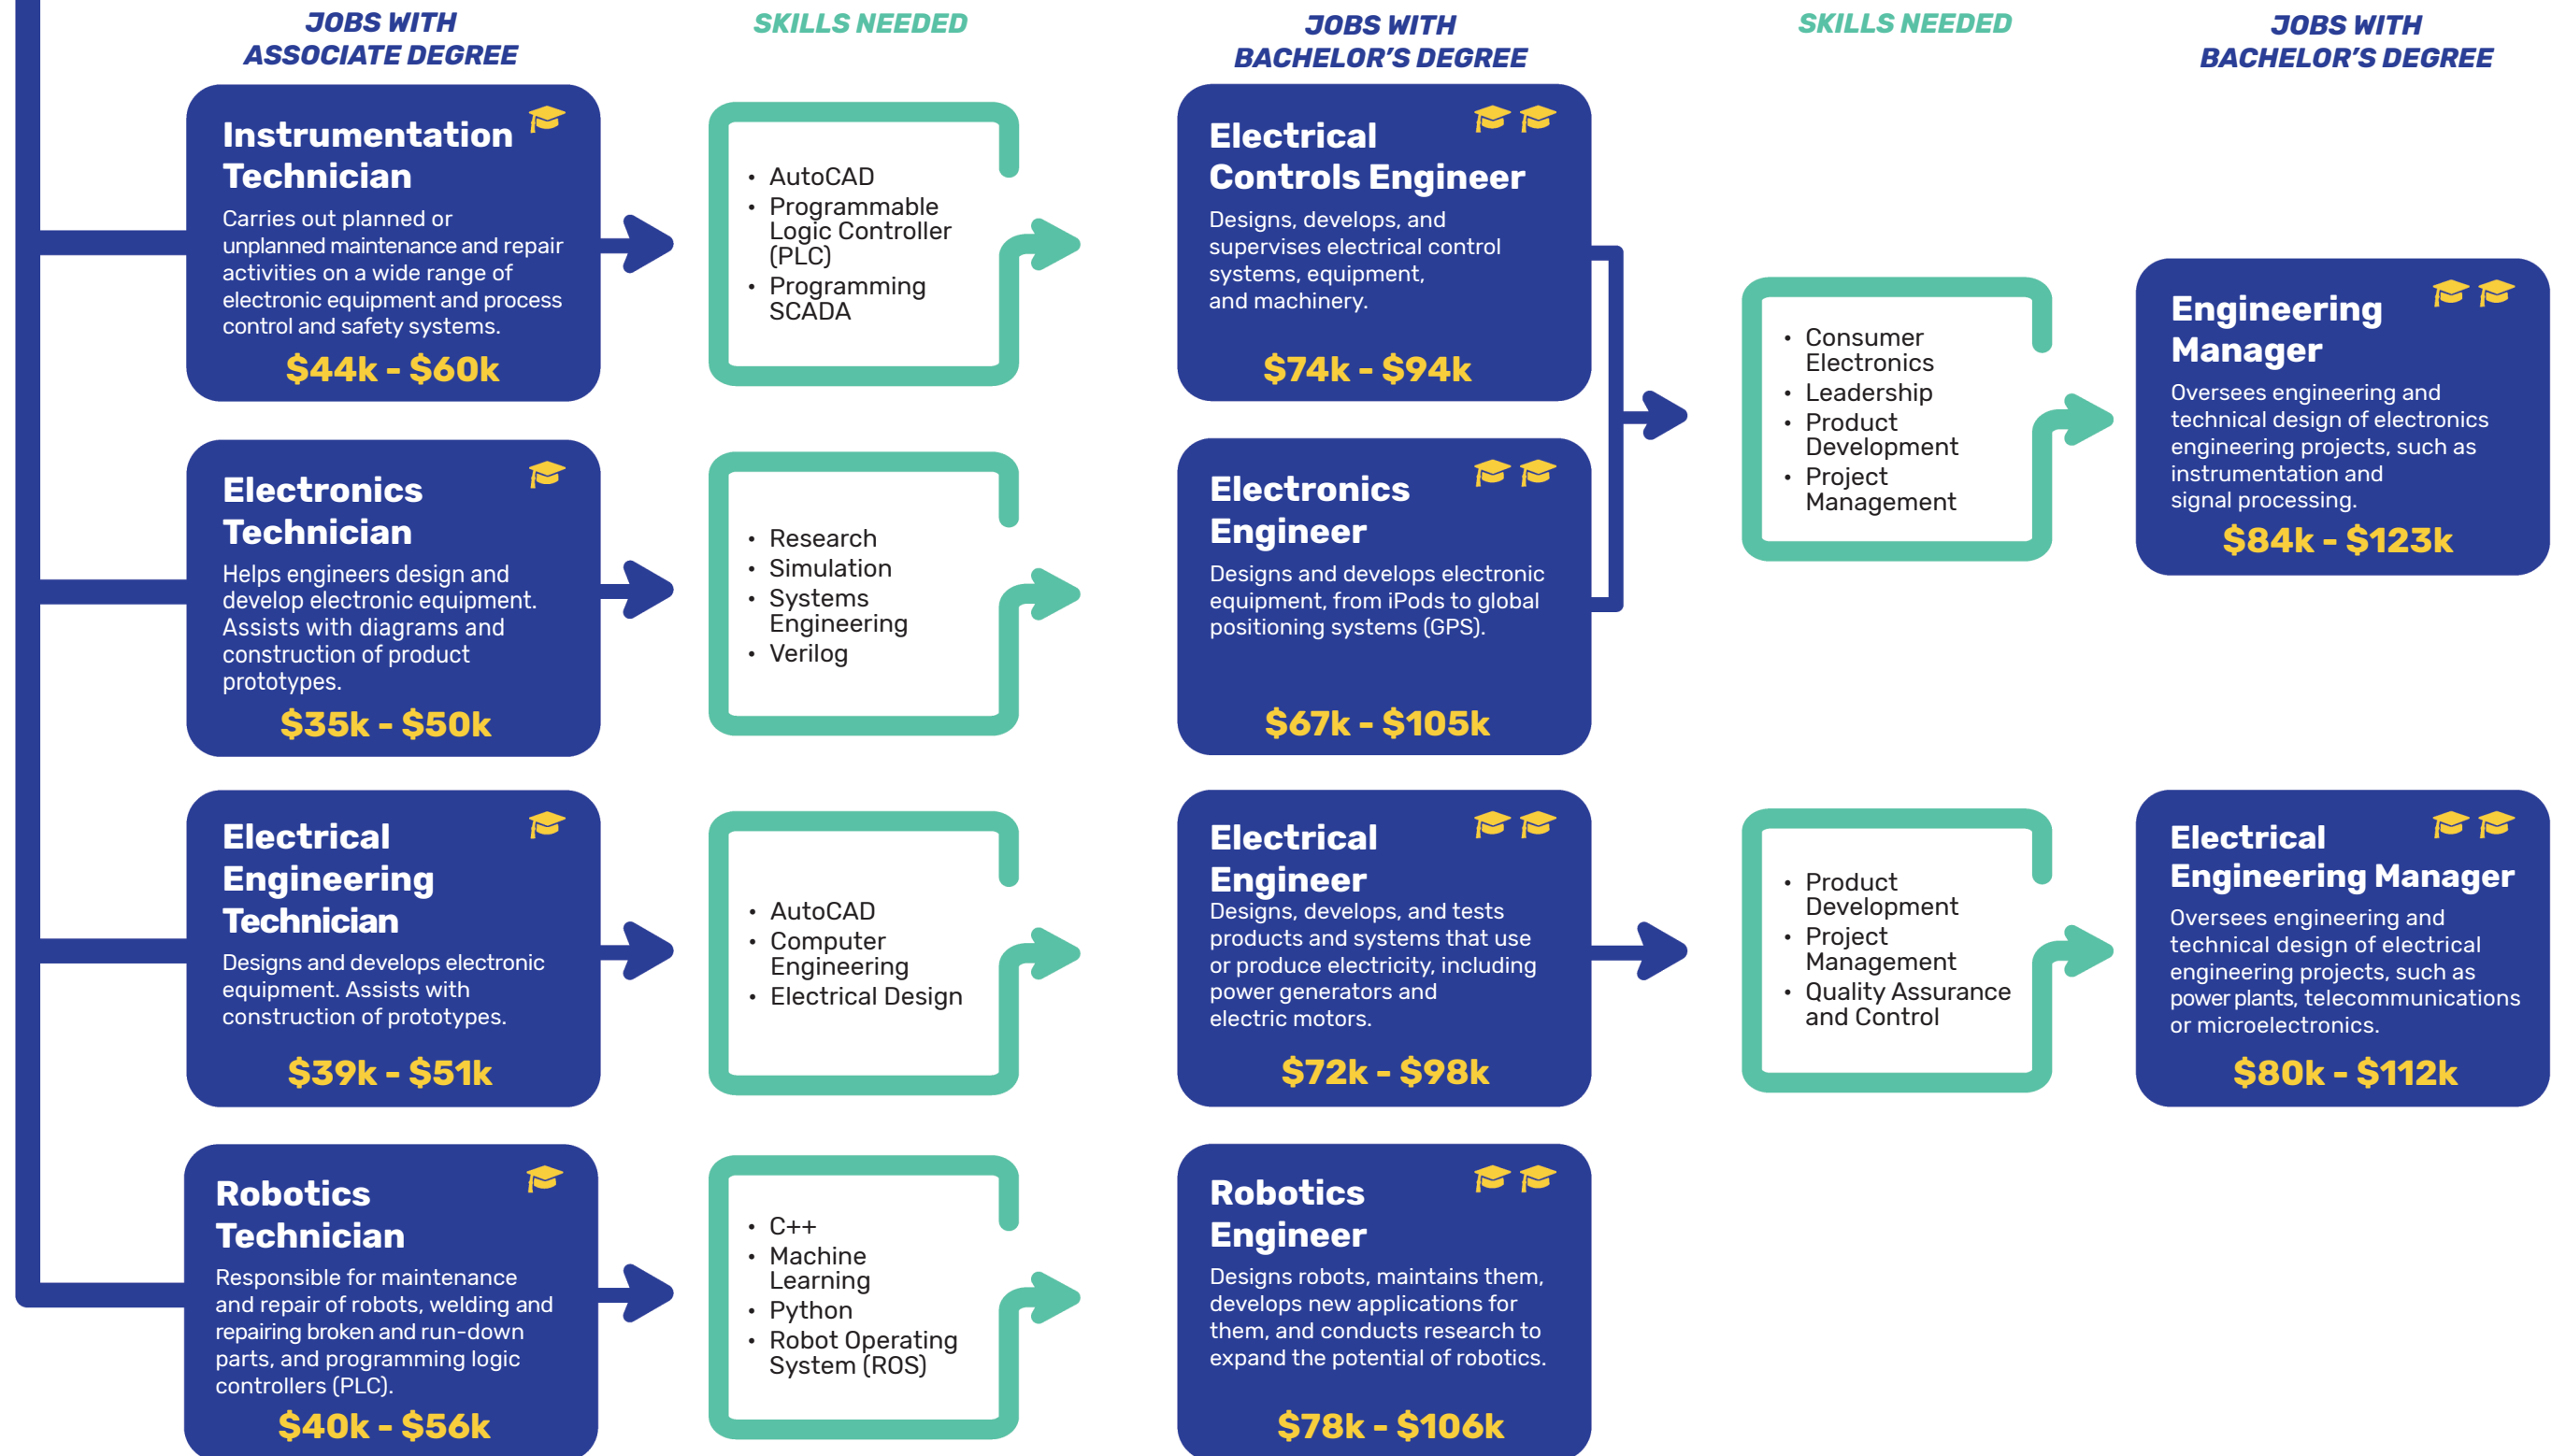 JOBS WITH
ASSOCIATE DEGREE
SKILLS NEEDED
JOBS WITH
BACHELOR'S DEGREE
SKILLS NEEDED
JOBS WITH
BACHELOR'S DEGREE
Instrumentation
Technician
Carries out planned or
unplanned maintenance and repair
activities on a wide range of
electronic equipment and process
control and safety systems.
$44k - $60k
• AutoCAD
• Programmable
Logic Controller
(PLC)
• Programming
SCADA
Electrical
Controls Engineer
Designs, develops, and
supervises electrical control
systems, equipment,
and machinery.
$74k - $94k
Electronics
Technician
Helps engineers design and
develop electronic equipment.
Assists with diagrams and
construction of product
prototypes.
$35k - $50k
• Research
• Simulation
• Systems
Engineering
• Verilog
Electronics
Engineer
Designs and develops electronic
equipment, from iPods to global
positioning systems (GPS).
$67k - $105k
• Consumer
Electronics
• Leadership
• Product
Development
• Project
Management
Engineering
Manager
Oversees engineering and
technical design of electronics
engineering projects, such as
instrumentation and
signal processing.
$84k - $123k
Electrical
Engineering
Technician
Designs and develops electronic
equipment. Assists with
construction of prototypes.
$39k - $51k
• AutoCAD
• Computer
Engineering
• Electrical Design
Electrical
Engineer
Designs, develops, and tests
products and systems that use
or produce electricity, including
power generators and
electric motors.
$72k - $98k
• Product
Development
• Project
Management
• Quality Assurance
and Control
Electrical
Engineering Manager
Oversees engineering and
technical design of electrical
engineering projects, such as
power plants, telecommunications
or microelectronics.
$80k - $112k
Robotics
Technician
Responsible for maintenance
and repair of robots, welding and
repairing broken and run-down
parts, and programming logic
controllers (PLC).
$40k - $56k
• C++
• Machine
Learning
• Python
• Robot Operating
System (ROS)
Robotics
Engineer
Designs robots, maintains them,
develops new applications for
them, and conducts research to
expand the potential of robotics.
$78k - $106k